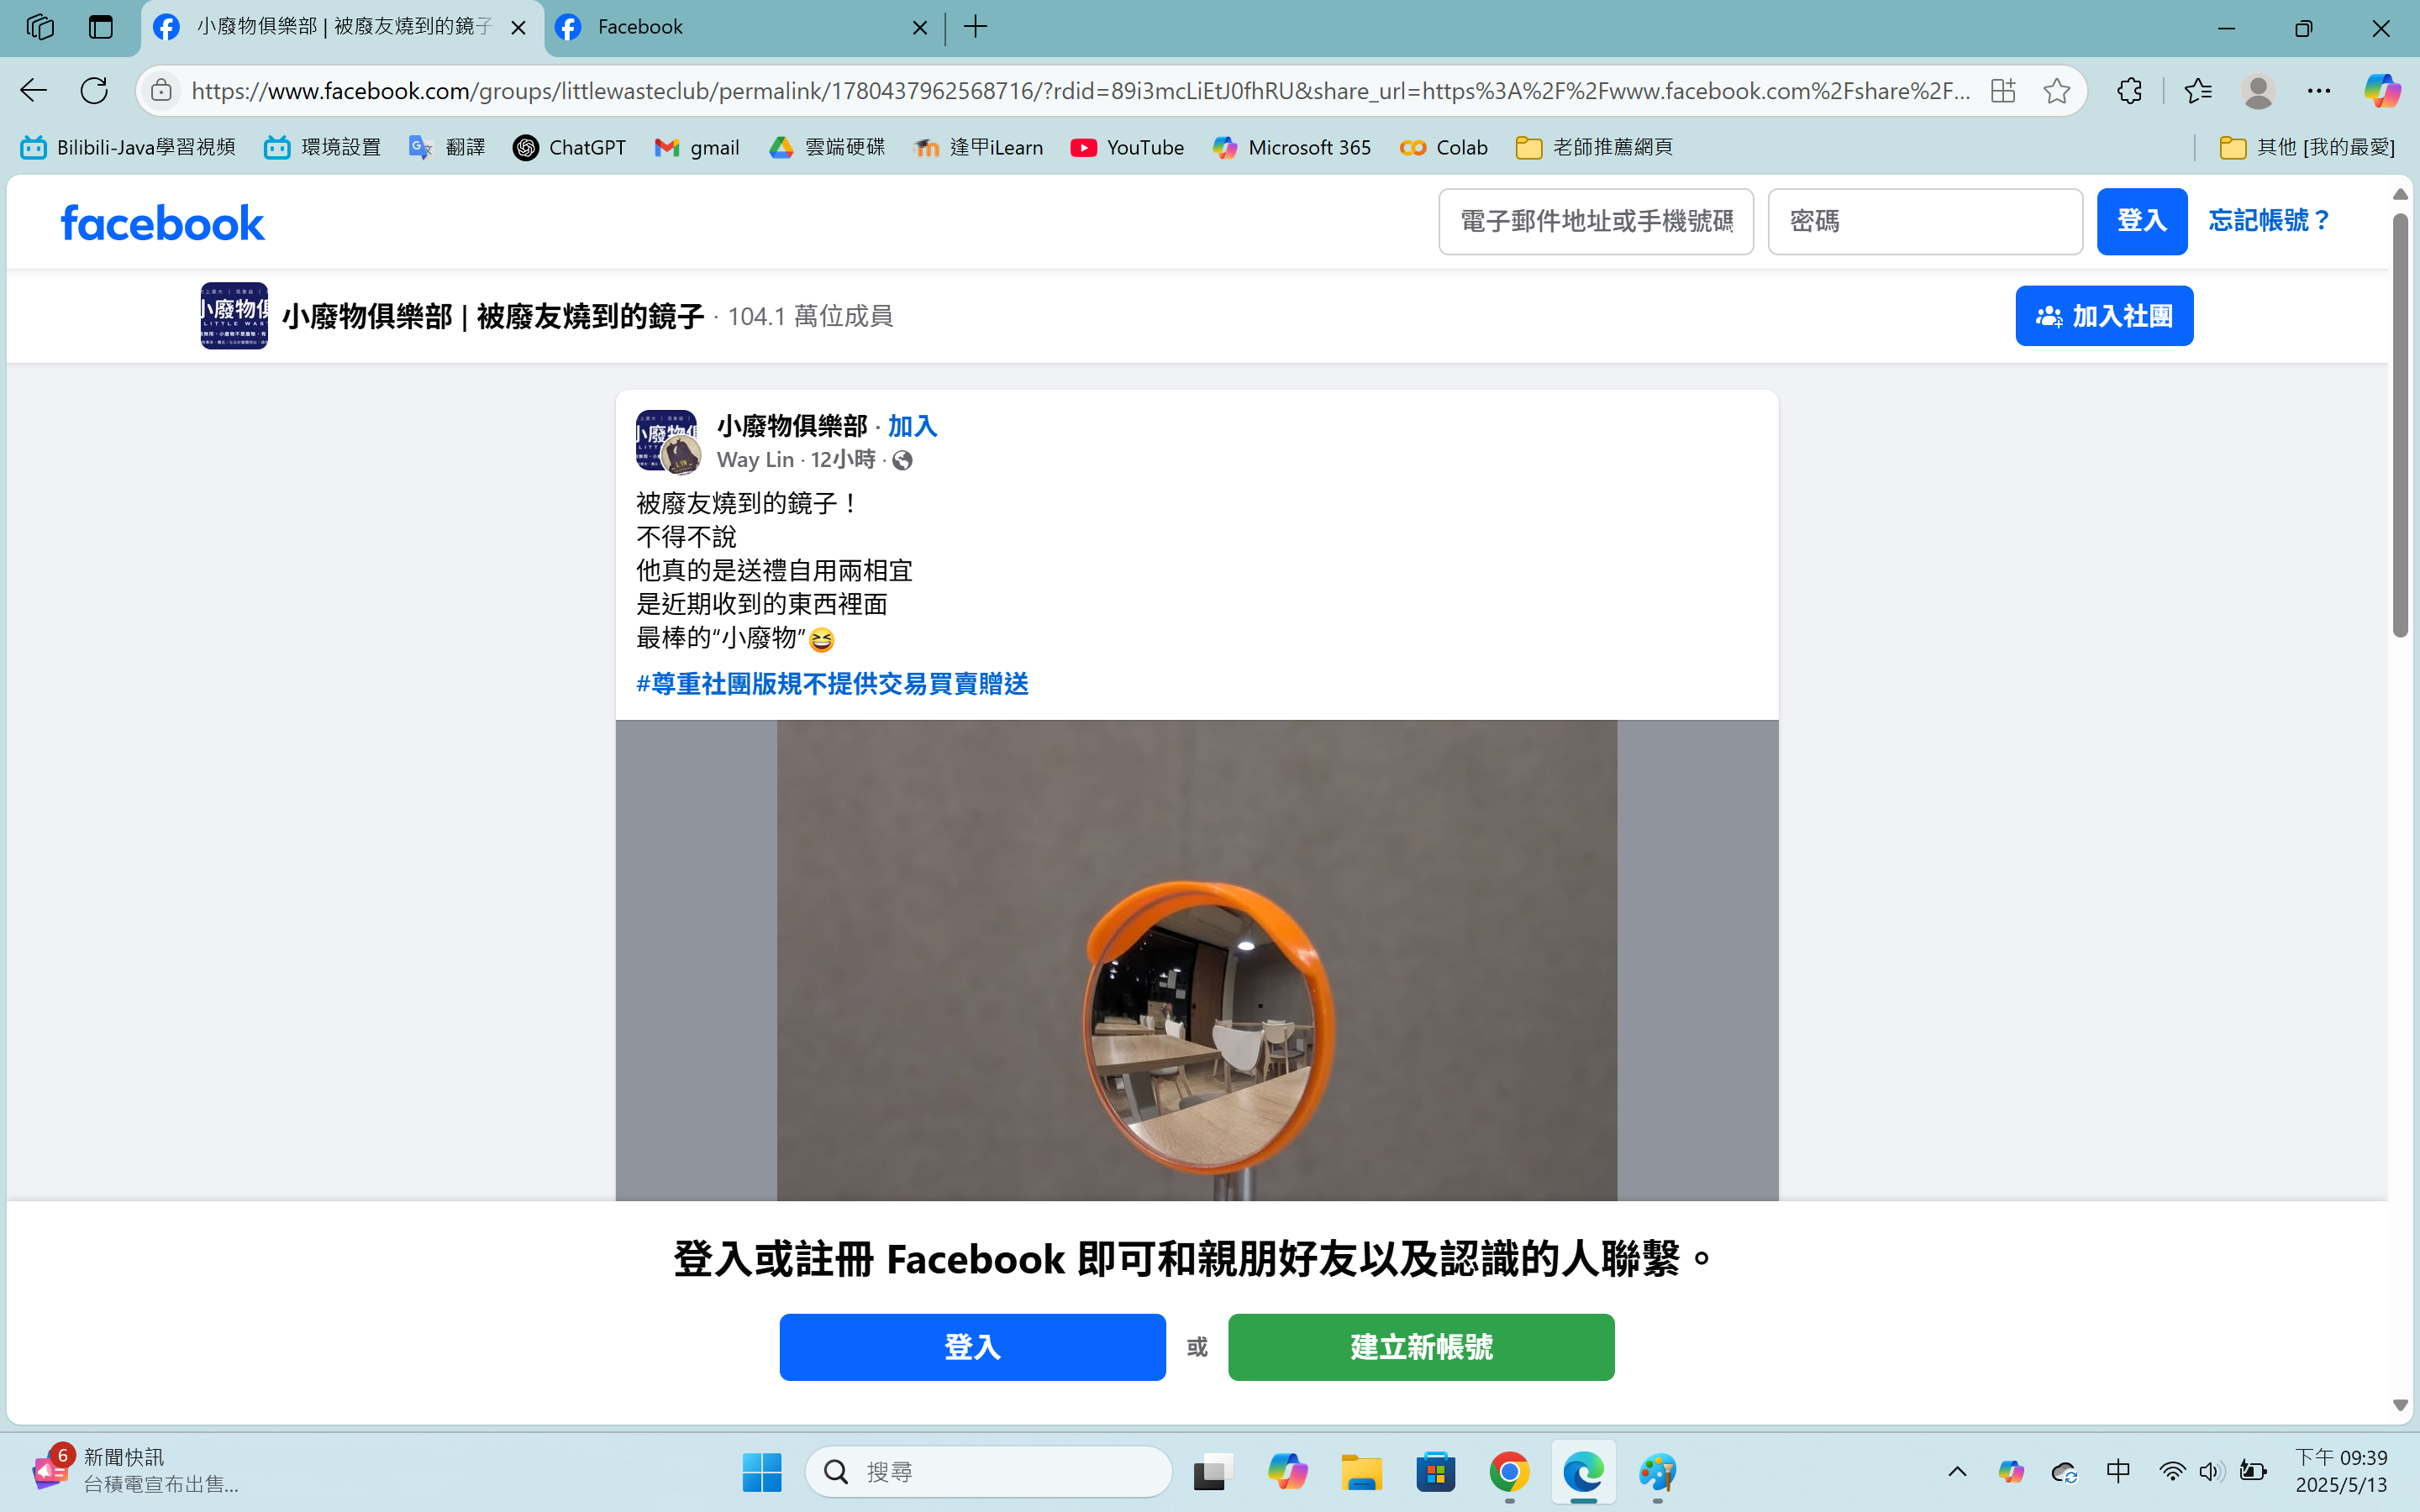 小廢物俱樂部 | 被廢友燒到的鏡子
Facebook
https://www.facebook.com/groups/littlewasteclub/permalink/1780437962568716/?rdid=89i3mcLiEtJ0fhRU&share_url=https%3A%2F%2Fwww.facebook.com%2Fshare%2F...
Bilibili-Java學習視頻
環境設置
翻譯
ChatGPT
gmail
雲端硬碟
逢甲iLearn
YouTube
Microsoft 365
Colab
老師推薦網頁
其他 [我的最愛]
facebook
電子郵件地址或手機號碼
密碼
登入
忘記帳號？
小廢物俱樂部 | 被廢友燒到的鏡子 · 104.1 萬位成員
加入社團
小廢物俱樂部 · 加入
Way Lin · 12小時 ·
被廢友燒到的鏡子！
不得不說
他真的是送禮自用兩相宜
是近期收到的東西裡面
最棒的“小廢物”😆
#尊重社團版規不提供交易買賣贈送
登入或註冊 Facebook 即可和親朋好友以及認識的人聯繫。
登入
或
建立新帳號
6
新聞快訊
台積電宣布出售...
搜尋
中
下午 09:39
2025/5/13